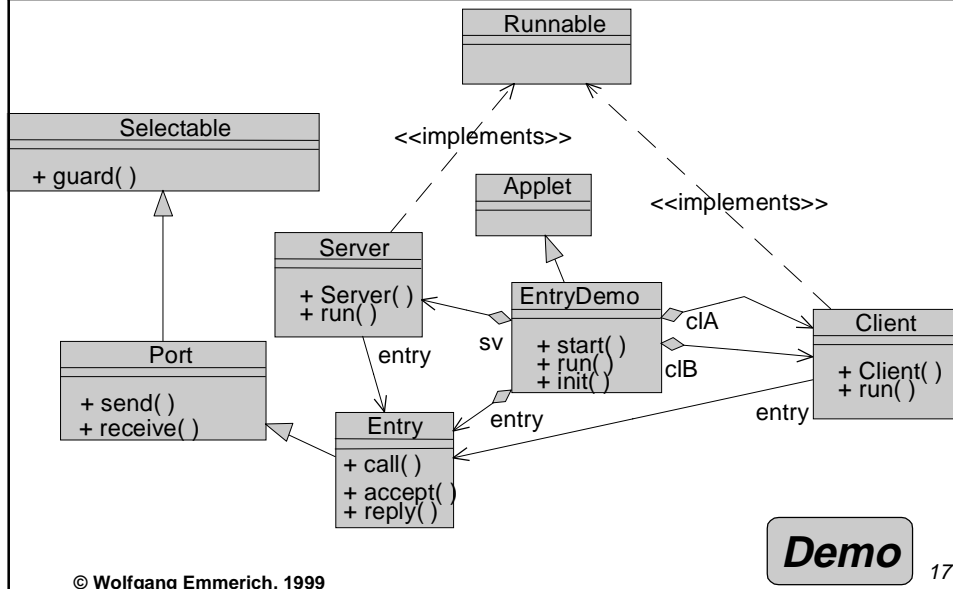 Runnable
Selectable
+ guard( )
<<implements>>
Applet
<<implements>>
Server
+ Server( )
+ run( )
EntryDemo
+ start( )
+ run( )
+ init( )
sv
clA
clB
Client
+ Client( )
+ run( )
Port
+ send( )
+ receive( )
entry
entry
entry
Entry
+ call( )
+ accept( )
+ reply( )
Demo
17
© Wolfgang Emmerich, 1999